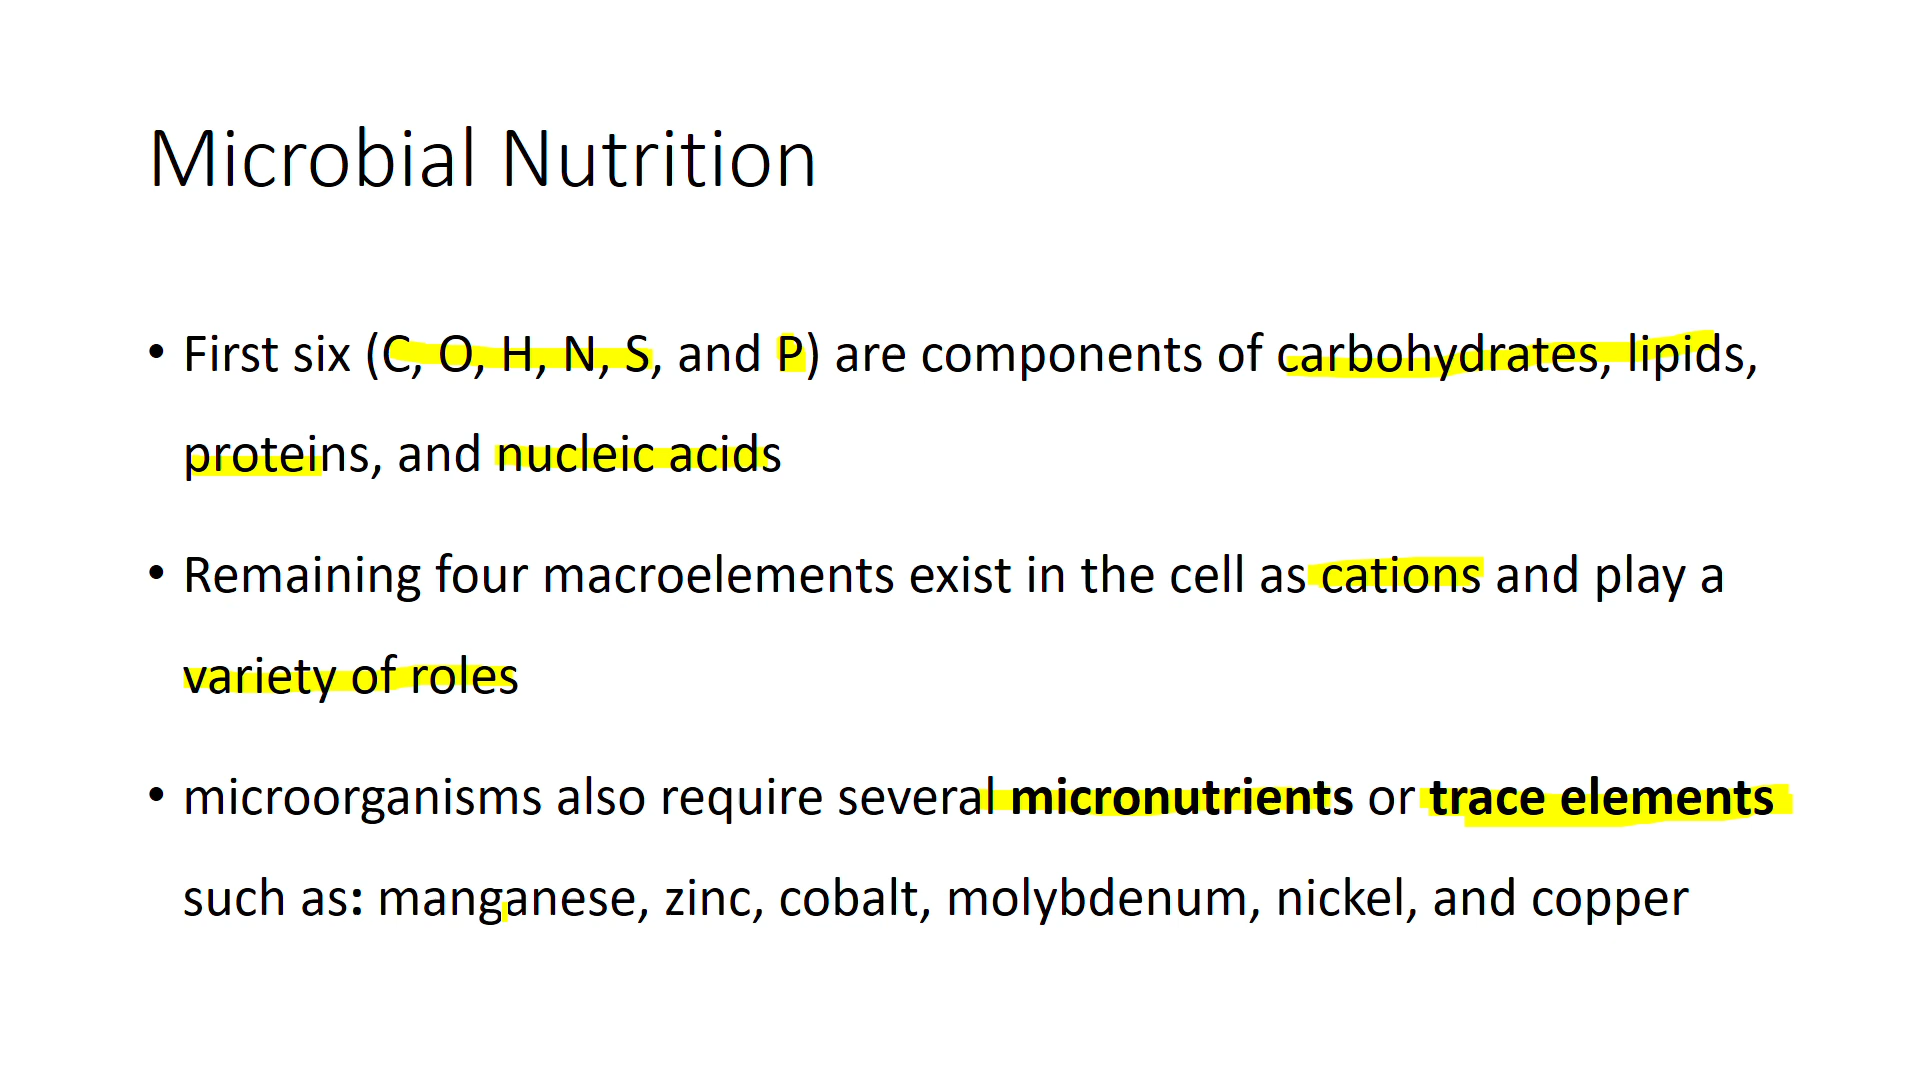 Microbial Nutrition
• First six (C, O, H, N, S, and P) are components of carbohydrates, lipids,
proteins, and nucleic acids
• Remaining four macroelements exist in the cell as cations and play a
variety of roles
• microorganisms also require several micronutrients or trace elements
such as: manganese, zinc, cobalt, molybdenum, nickel, and copper